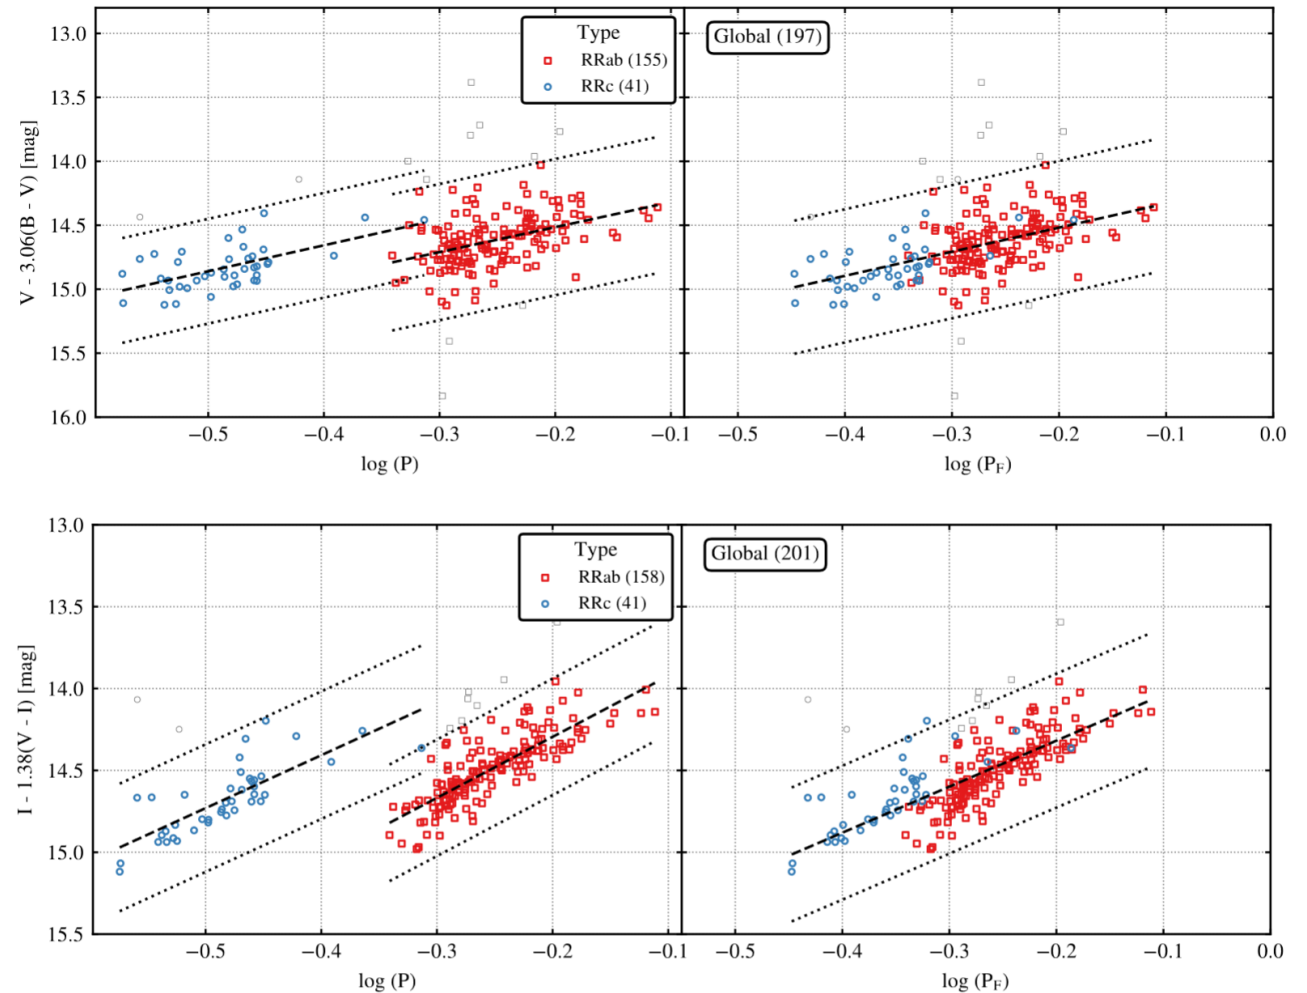 Type
RRab (155)
RRc (41)
Global (197)
V - 3.06(B - V) [mag]
13.0
13.5
14.0
14.5
15.0
15.5
16.0
−0.5 −0.4 −0.3 −0.2 −0.1
−0.5 −0.4 −0.3 −0.2 −0.1 0.0
log (P)
log (P_F)
Type
RRab (158)
RRc (41)
Global (201)
I - 1.38(V - I) [mag]
13.0
13.5
14.0
14.5
15.0
15.5
−0.5 −0.4 −0.3 −0.2 −0.1
−0.5 −0.4 −0.3 −0.2 −0.1 0.0
log (P)
log (P_F)